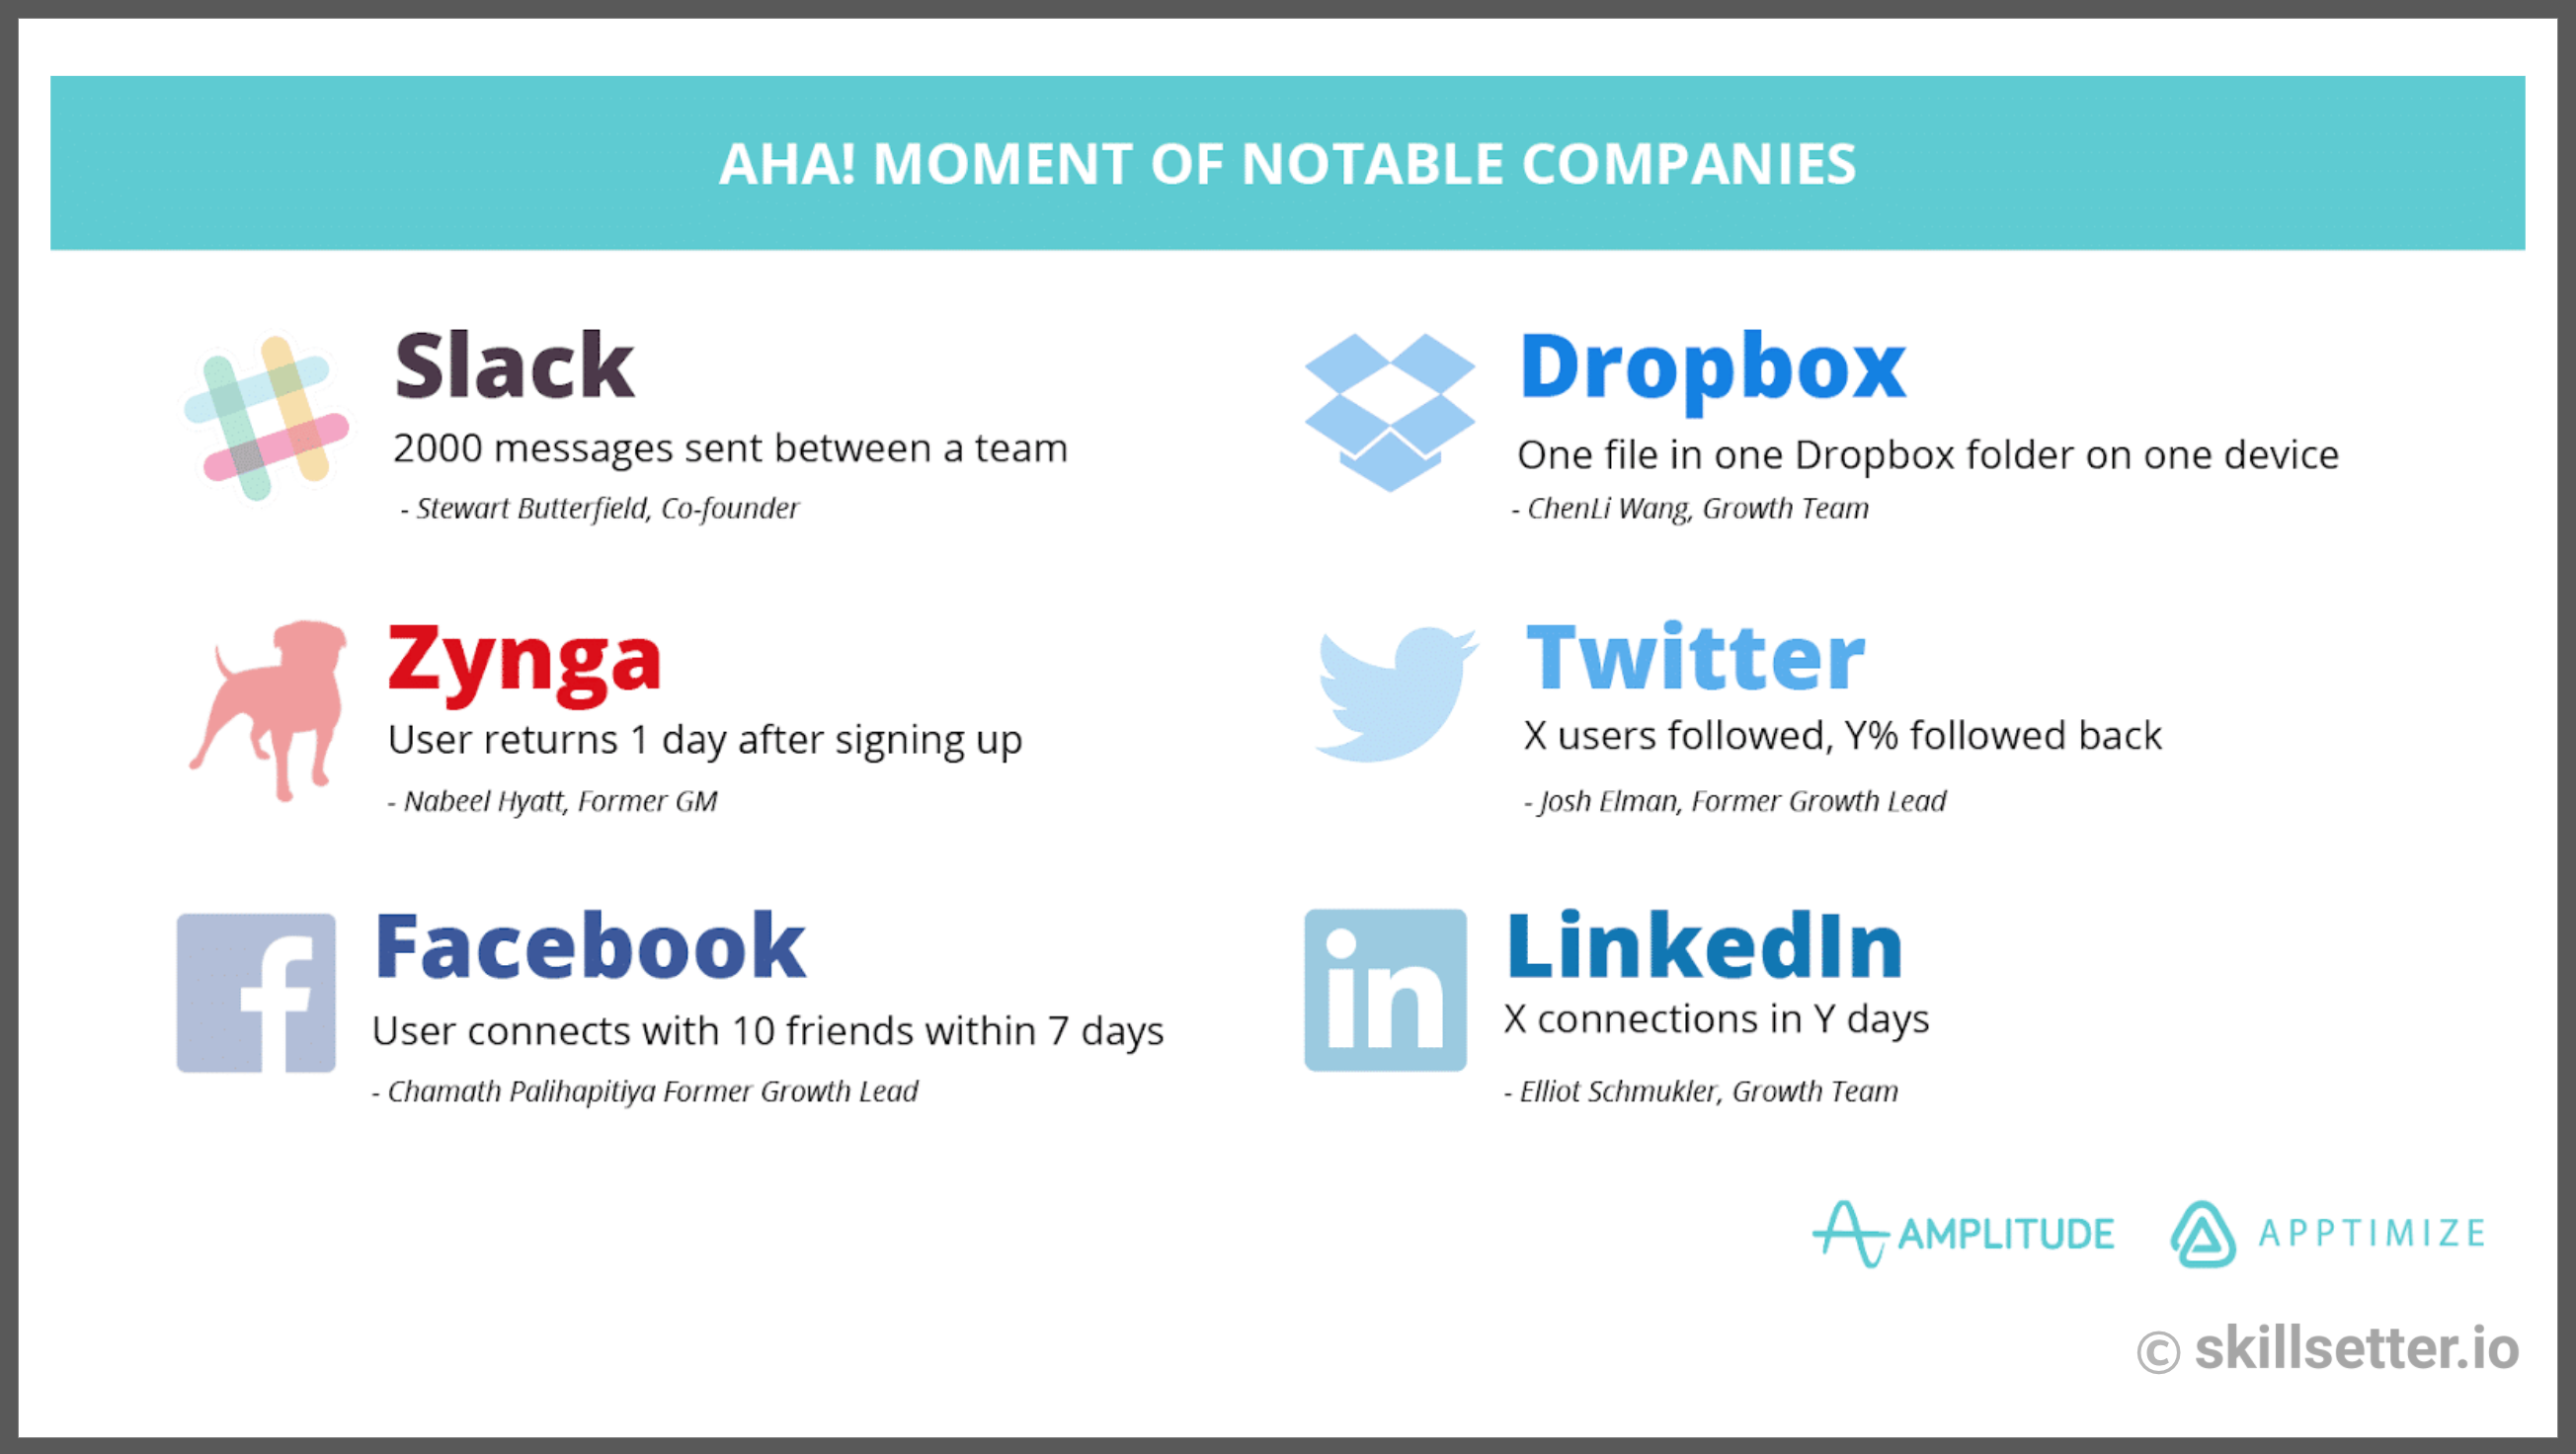 AHA! MOMENT OF NOTABLE COMPANIES
Slack
2000 messages sent between a team
- Stewart Butterfield, Co-founder
Dropbox
One file in one Dropbox folder on one device
- ChenLi Wang, Growth Team
Zynga
User returns 1 day after signing up
- Nabeel Hyatt, Former GM
Twitter
X users followed, Y% followed back
- Josh Elman, Former Growth Lead
f
Facebook
User connects with 10 friends within 7 days
- Chamath Palihapitiya Former Growth Lead
in
LinkedIn
X connections in Y days
- Elliot Schmukler, Growth Team
AMPLITUDE
APPTIMIZE
© skillsetter.io